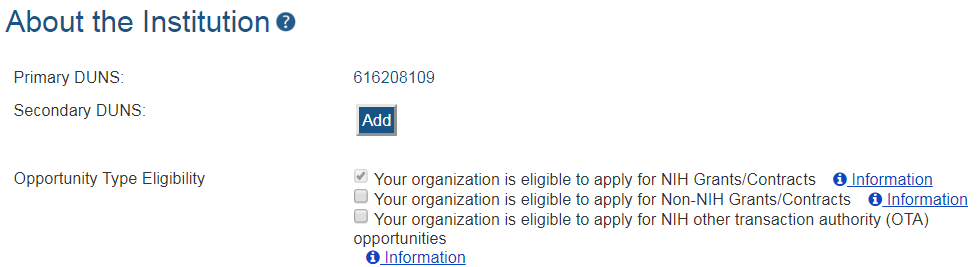 About the Institution ?
Primary DUNS: 616208109
Secondary DUNS: Add
Opportunity Type Eligibility Your organization is eligible to apply for NIH Grants/Contracts i Information
Your organization is eligible to apply for Non-NIH Grants/Contracts i Information
Your organization is eligible to apply for NIH other transaction authority (OTA)
opportunities
i Information